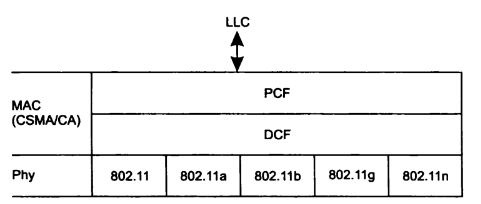 LLC
PCF
MAC
(CSMA/CA)
DCF
Phy 802.11 802.11a 802.11b 802.11g 802.11n